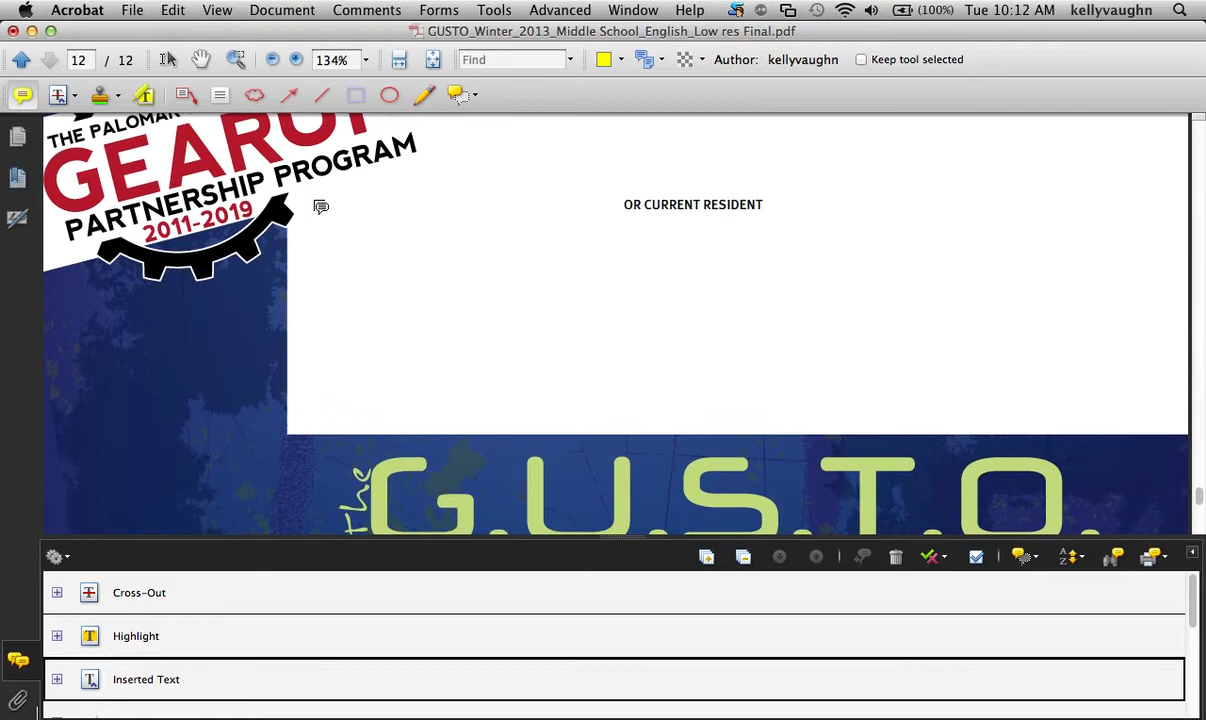 Acrobat File Edit View Document Comments Forms Tools Advanced Window Help (100%) Tue 10:12 AM kellyvaughn
GUSTO_Winter_2013_Middle School_English_Low res Final.pdf
12 / 12 134% Find Author: kellyvaughn Keep tool selected
THE PALOMAR
GEARUP
PARTNERSHIP PROGRAM
2011-2019
OR CURRENT RESIDENT
the G.U.S.T.O.
Cross-Out
Highlight
Inserted Text